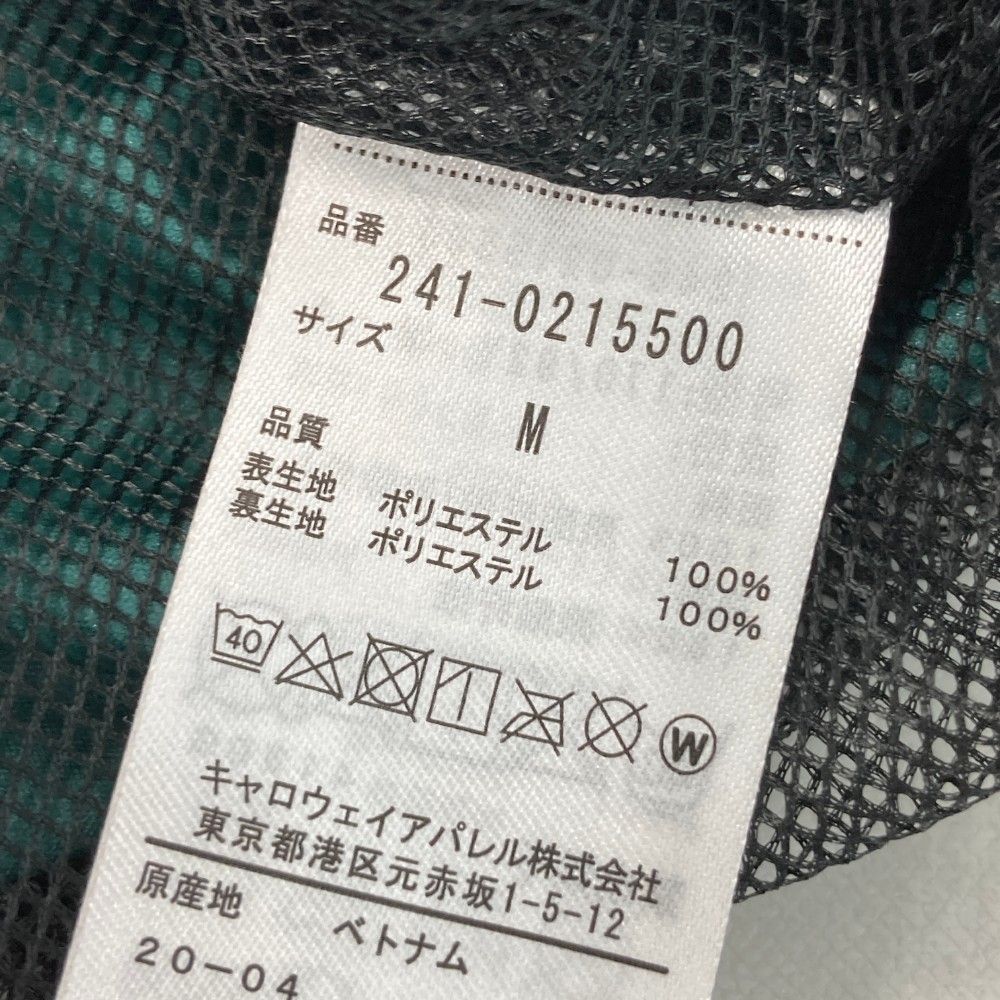 品番
241-0215500
サイズ
M
品質
表生地 ポリエステル 100%
裏生地 ポリエステル 100%
40
W
キャロウェイアパレル株式会社
東京都港区元赤坂1-5-12
原産地 ベトナム
20-04